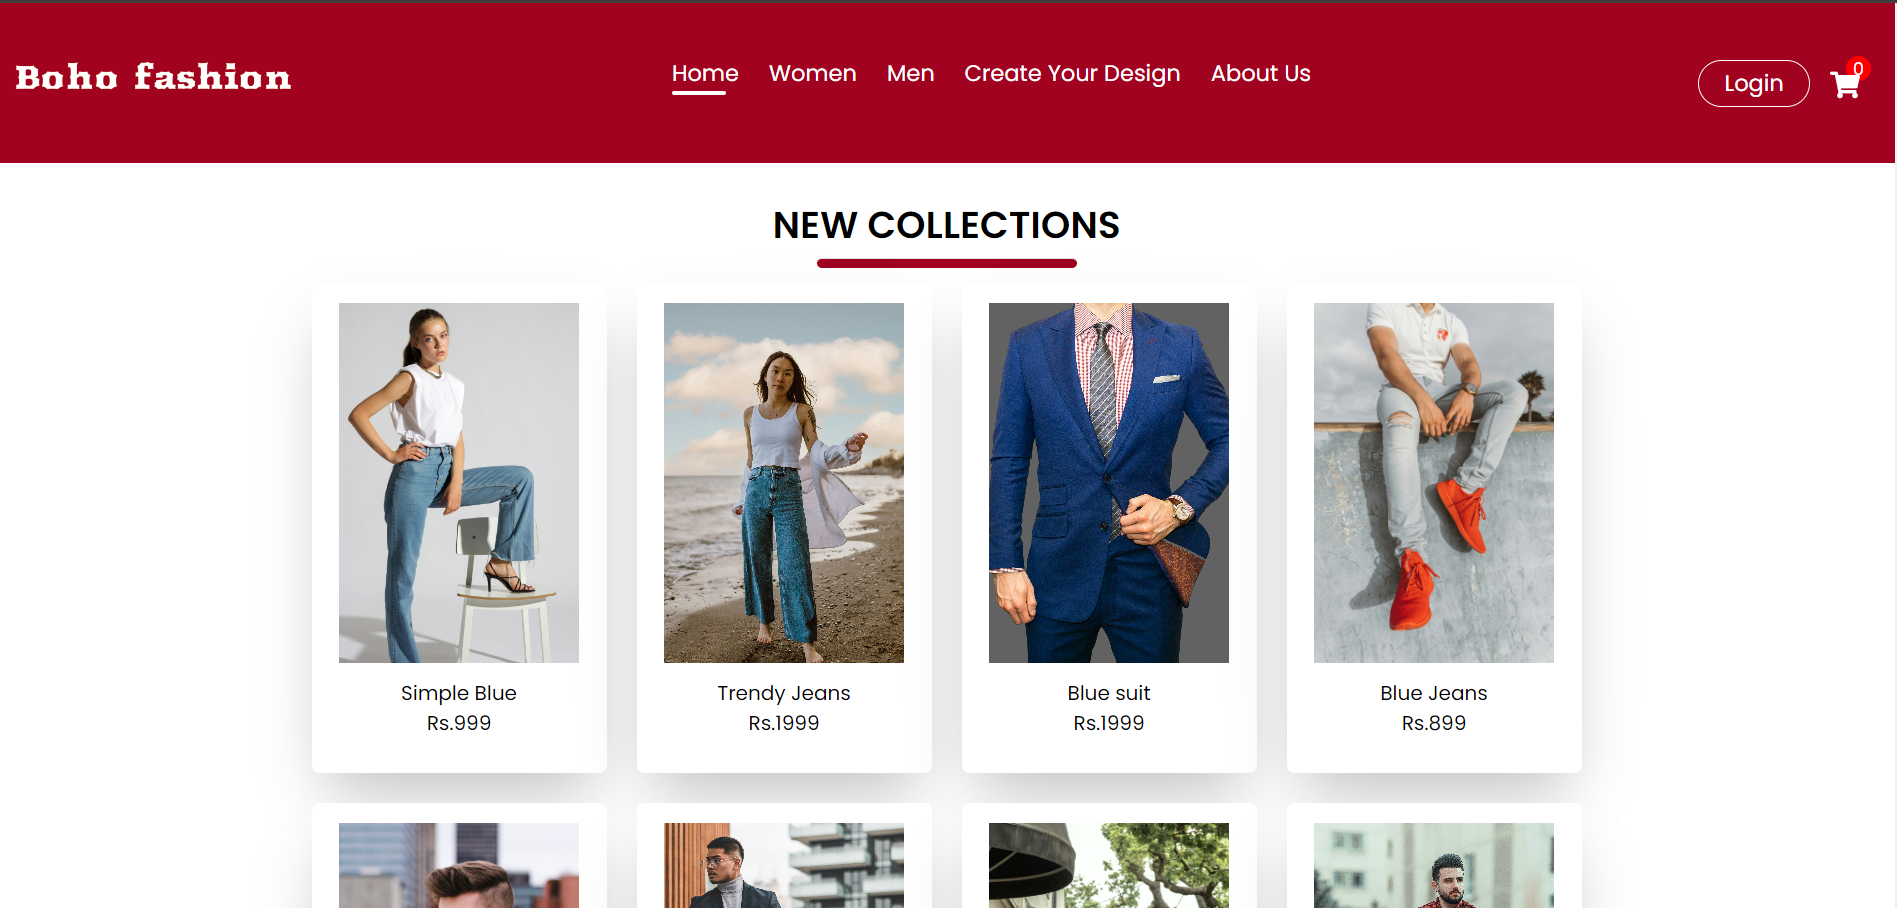 Boho fashion
Home Women Men Create Your Design About Us
Login
0
NEW COLLECTIONS
Simple Blue
Rs.999
Trendy Jeans
Rs.1999
Blue suit
Rs.1999
Blue Jeans
Rs.899